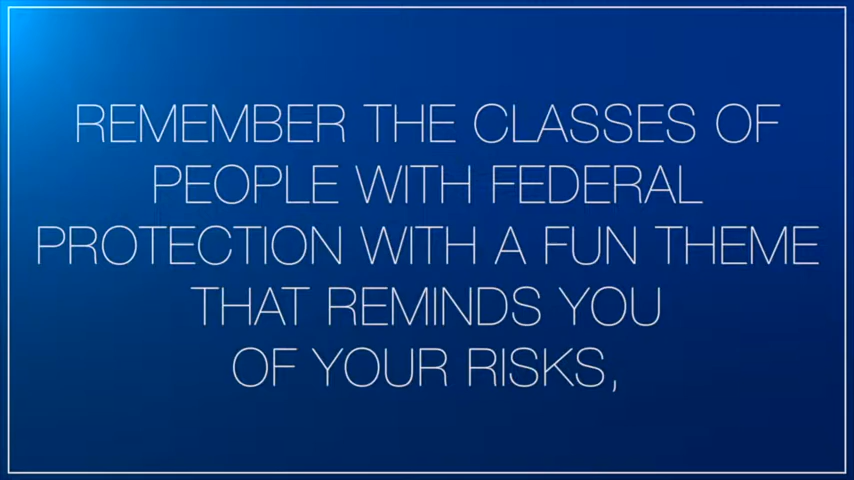 REMEMBER THE CLASSES OF
PEOPLE WITH FEDERAL
PROTECTION WITH A FUN THEME
THAT REMINDS YOU
OF YOUR RISKS,